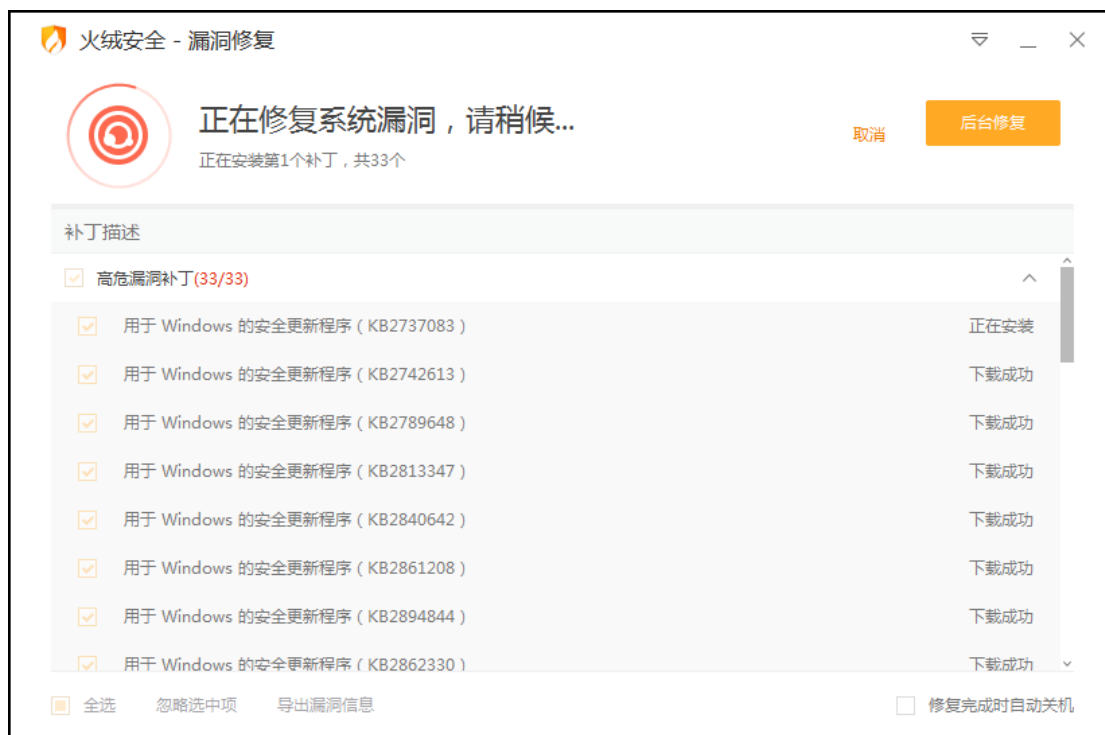 火绒安全 - 漏洞修复
正在修复系统漏洞，请稍候...
正在安装第1个补丁，共33个
取消
后台修复
补丁描述
高危漏洞补丁(33/33)
用于 Windows 的安全更新程序（KB2737083） 正在安装
用于 Windows 的安全更新程序（KB2742613） 下载成功
用于 Windows 的安全更新程序（KB2789648） 下载成功
用于 Windows 的安全更新程序（KB2813347） 下载成功
用于 Windows 的安全更新程序（KB2840642） 下载成功
用于 Windows 的安全更新程序（KB2861208） 下载成功
用于 Windows 的安全更新程序（KB2894844） 下载成功
用于 Windows 的安全更新程序（KB2862330） 下载成功
全选 忽略选中项 导出漏洞信息 修复完成时自动关机